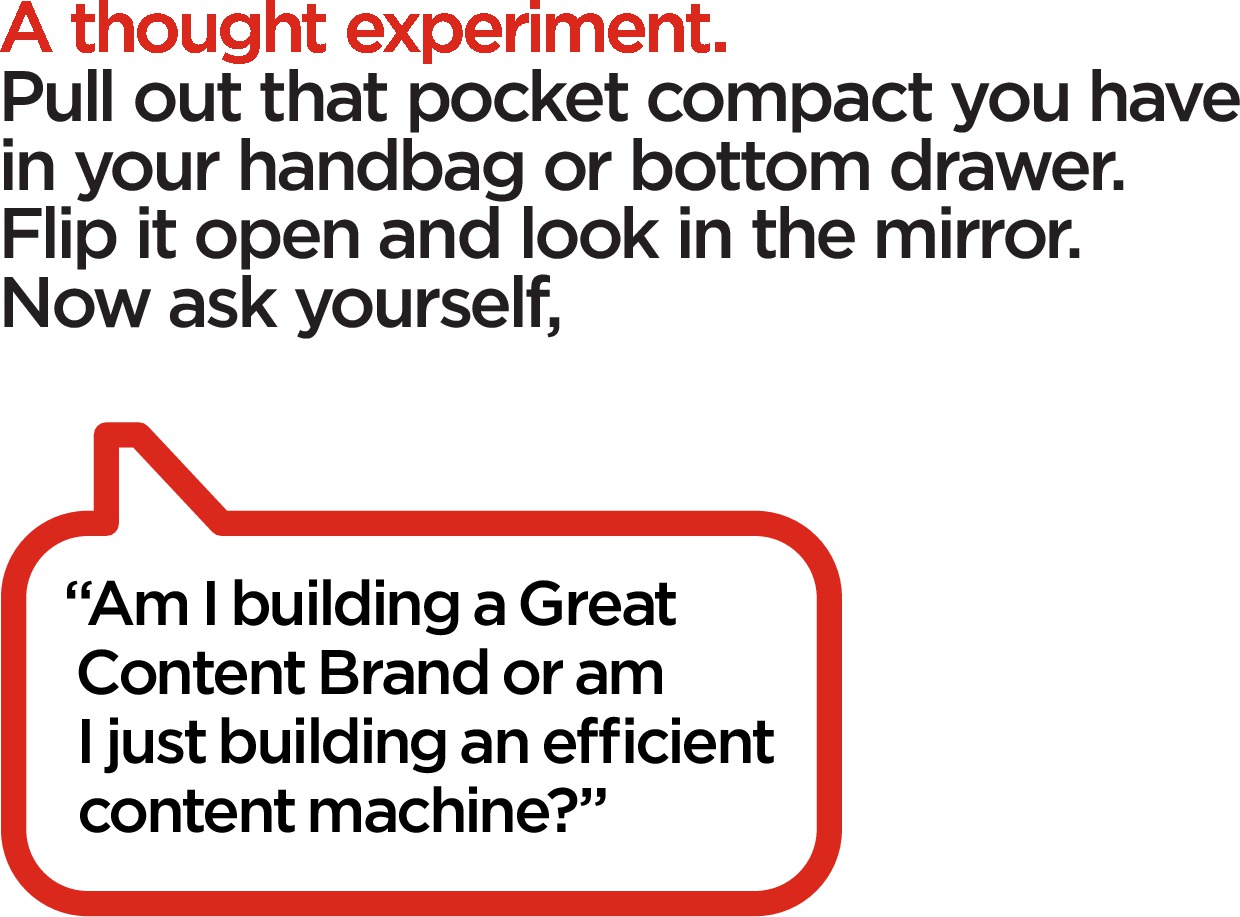 A thought experiment.
Pull out that pocket compact you have
in your handbag or bottom drawer.
Flip it open and look in the mirror.
Now ask yourself,
“Am I building a Great
Content Brand or am
I just building an efficient
content machine?”